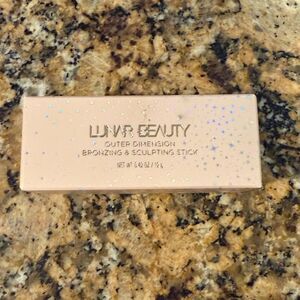 LUNAR BEAUTY
OUTER DIMENSION
BRONZING & SCULPTING STICK